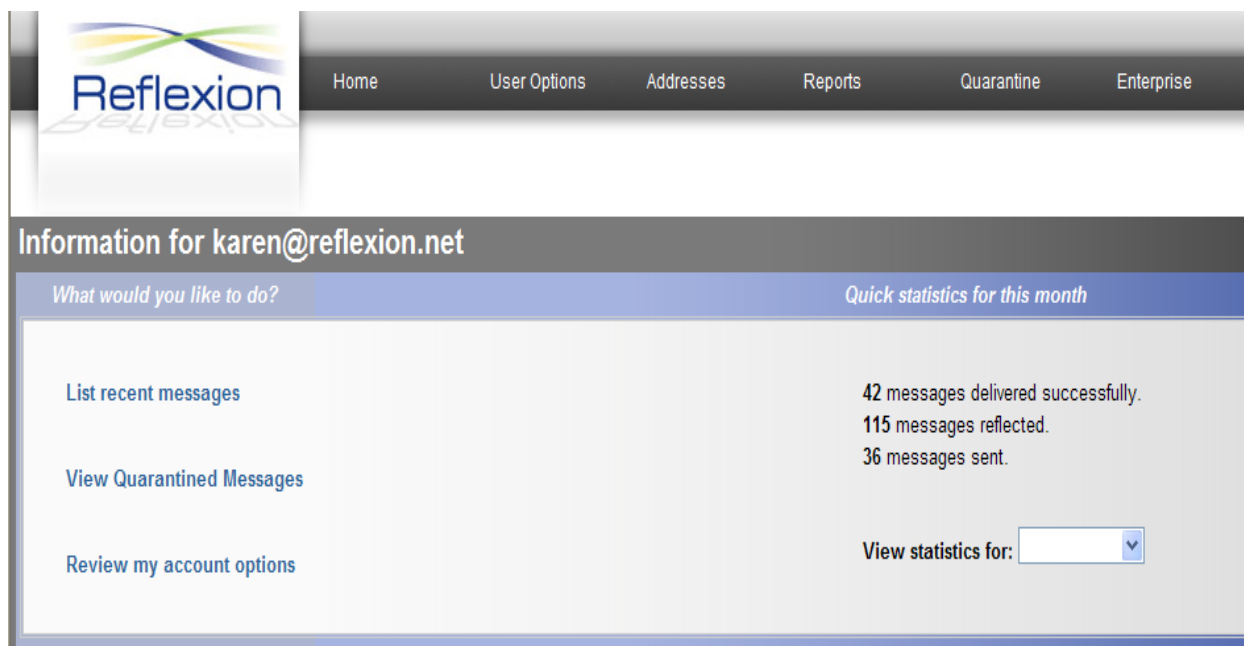 Reflexion
Home User Options Addresses Reports Quarantine Enterprise
Information for karen@reflexion.net
What would you like to do?
Quick statistics for this month
List recent messages
View Quarantined Messages
Review my account options
42 messages delivered successfully.
115 messages reflected.
36 messages sent.
View statistics for: